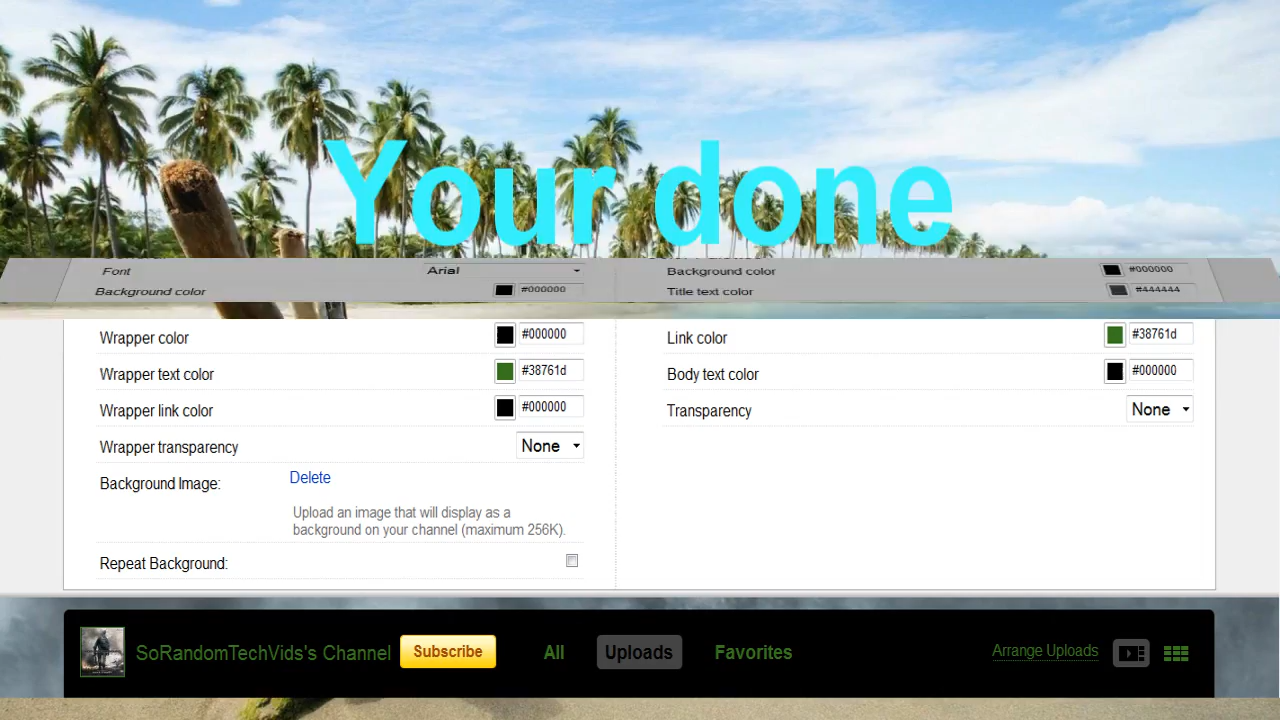 Your done
Font Arial
Background color #000000
Background color #000000
Title text color #444444
Wrapper color #000000
Link color #38761d
Wrapper text color #38761d
Body text color #000000
Wrapper link color #000000
Transparency None
Wrapper transparency None
Background Image: Delete
Upload an image that will display as a
background on your channel (maximum 256K).
Repeat Background:
SoRandomTechVids's Channel Subscribe All Uploads Favorites Arrange Uploads